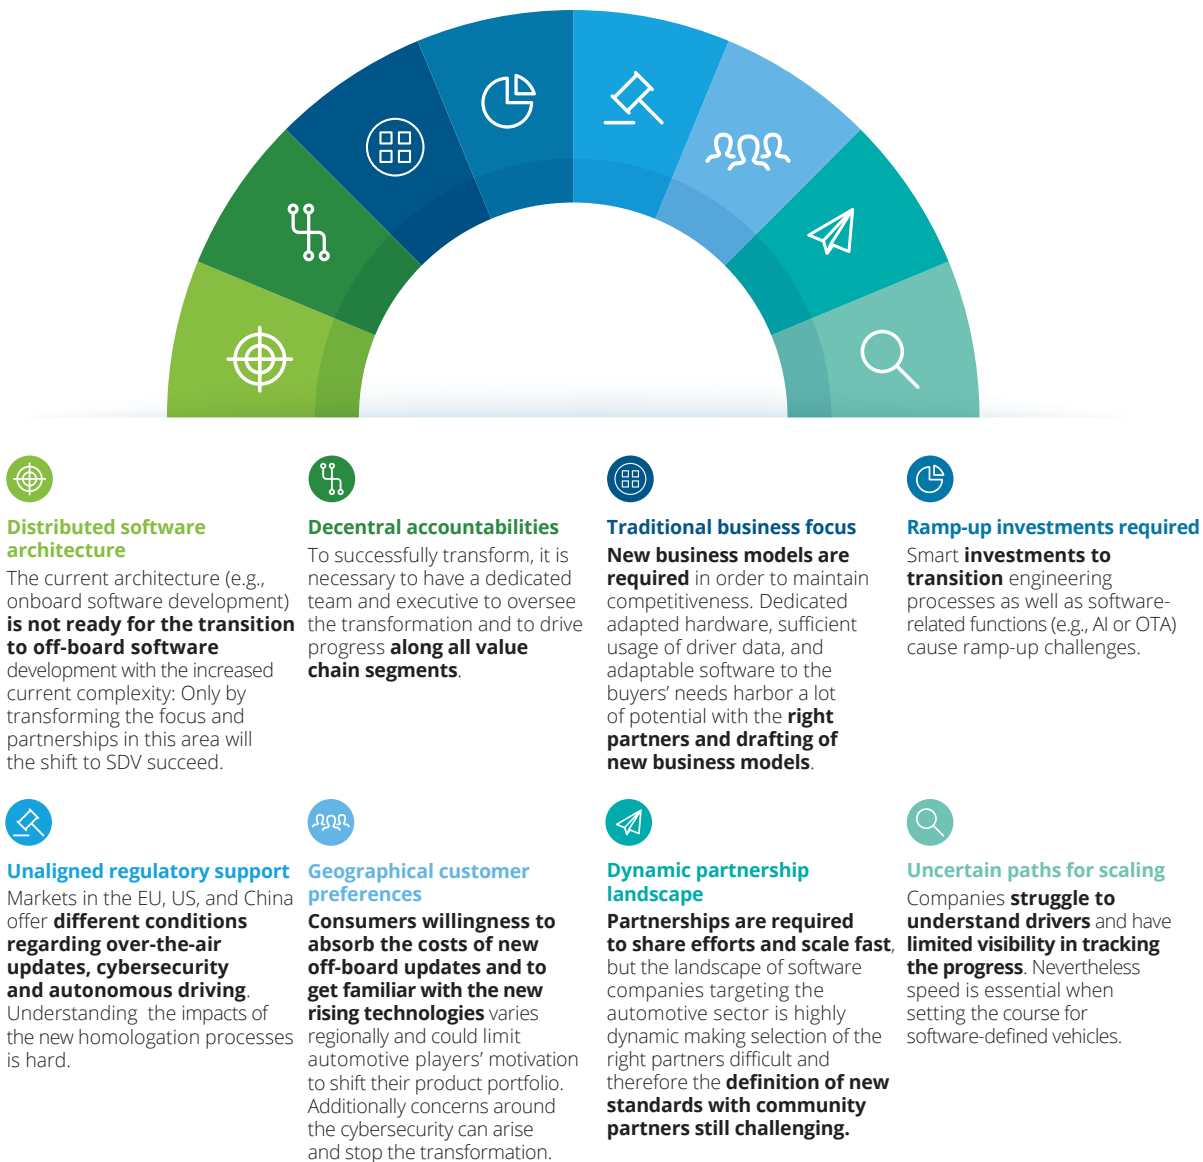 Distributed software
architecture
The current architecture (e.g.,
onboard software development)
is not ready for the transition
to off-board software
development with the increased
current complexity: Only by
transforming the focus and
partnerships in this area will
the shift to SDV succeed.
Decentral accountabilities
To successfully transform, it is
necessary to have a dedicated
team and executive to oversee
the transformation and to drive
progress along all value
chain segments.
Traditional business focus
New business models are
required in order to maintain
competitiveness. Dedicated
adapted hardware, sufficient
usage of driver data, and
adaptable software to the
buyers’ needs harbor a lot
of potential with the right
partners and drafting of
new business models.
Ramp-up investments required
Smart investments to
transition engineering
processes as well as software-
related functions (e.g., AI or OTA)
cause ramp-up challenges.
Unaligned regulatory support
Markets in the EU, US, and China
offer different conditions
regarding over-the-air
updates, cybersecurity
and autonomous driving.
Understanding the impacts of
the new homologation processes
is hard.
Geographical customer
preferences
Consumers willingness to
absorb the costs of new
off-board updates and to
get familiar with the new
rising technologies varies
regionally and could limit
automotive players’ motivation
to shift their product portfolio.
Additionally concerns around
the cybersecurity can arise
and stop the transformation.
Dynamic partnership
landscape
Partnerships are required
to share efforts and scale fast,
but the landscape of software
companies targeting the
automotive sector is highly
dynamic making selection of the
right partners difficult and
therefore the definition of new
standards with community
partners still challenging.
Uncertain paths for scaling
Companies struggle to
understand drivers and have
limited visibility in tracking
the progress. Nevertheless
speed is essential when
setting the course for
software-defined vehicles.